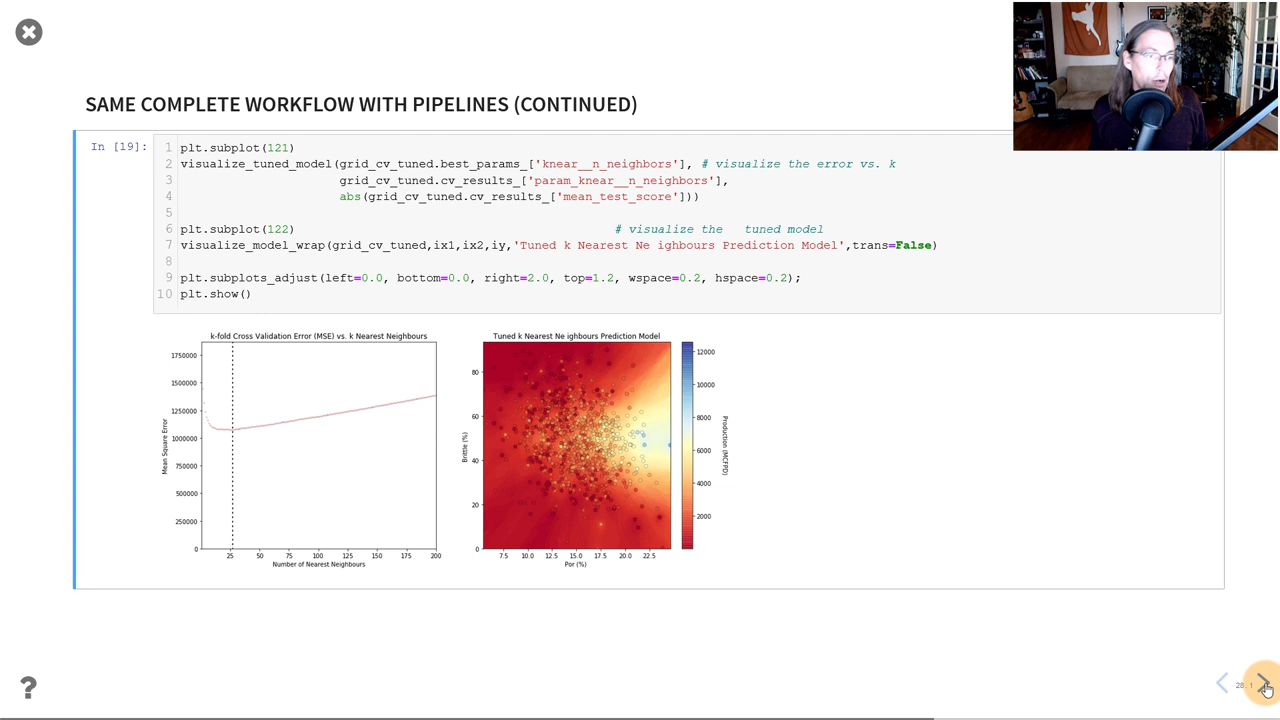 SAME COMPLETE WORKFLOW WITH PIPELINES (CONTINUED)
In [19]:
1 plt.subplot(121)
2 visualize_tuned_model(grid_cv_tuned.best_params_['knear__n_neighbors'], # visualize the error vs. k
3 grid_cv_tuned.cv_results_['param_knear__n_neighbors'],
4 abs(grid_cv_tuned.cv_results_['mean_test_score']))
5
6 plt.subplot(122) # visualize the tuned model
7 visualize_model_wrap(grid_cv_tuned,ix1,ix2,iy,'Tuned k Nearest Ne ighbours Prediction Model',trans=False)
8
9 plt.subplots_adjust(left=0.0, bottom=0.0, right=2.0, top=1.2, wspace=0.2, hspace=0.2);
10 plt.show()
k-fold Cross Validation Error (MSE) vs. k Nearest Neighbours
Mean Square Error
1750000
1500000
1250000
1000000
750000
500000
250000
0
25 50 75 100 125 150 175 200
Number of Nearest Neighbours
Tuned k Nearest Ne ighbours Prediction Model
Brittle (%)
80
60
40
20
0
7.5 10.0 12.5 15.0 17.5 20.0 22.5
Por (%)
12000
10000
8000
6000
4000
2000
Production (MCFPD)
?
28.1